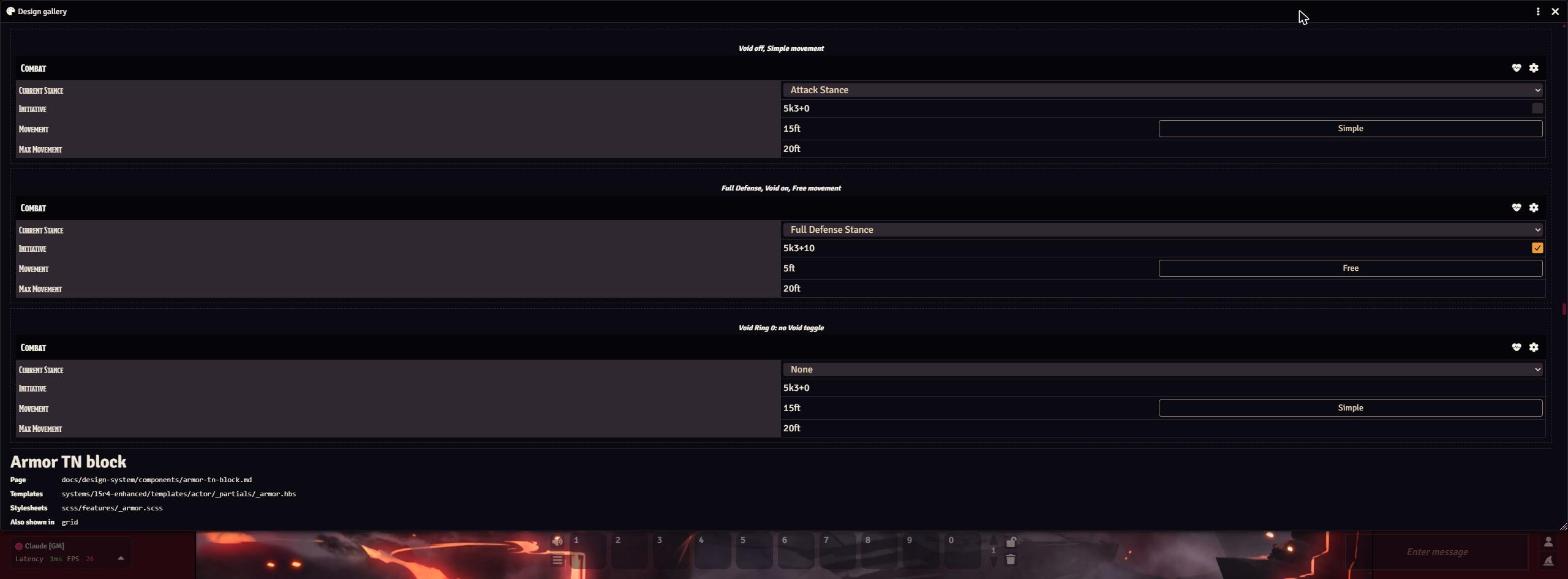 Design gallery
Void off, Simple movement
Combat
Current Stance Attack Stance
Initiative 5k3+0
Movement 15ft Simple
Max Movement 20ft
Full Defense, Void on, Free movement
Combat
Current Stance Full Defense Stance
Initiative 5k3+10
Movement 5ft Free
Max Movement 20ft
Void Ring 0: no Void toggle
Combat
Current Stance None
Initiative 5k3+0
Movement 15ft Simple
Max Movement 20ft
Armor TN block
Page docs/design-system/components/armor-tn-block.md
Templates systems/l5r4-enhanced/templates/actor/_partials/_armor.hbs
Stylesheets scss/features/_armor.scss
Also shown in grid
Claude [GM]
Latency 3ms FPS 26
1 2 3 4 5 6 7 8 9 0
1
Enter message